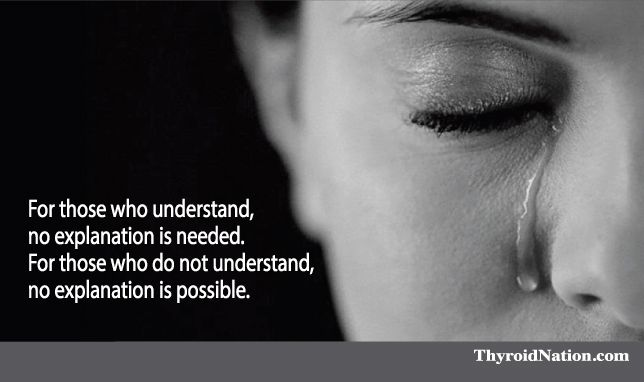 For those who understand,
no explanation is needed.
For those who do not understand,
no explanation is possible.
ThyroidNation.com